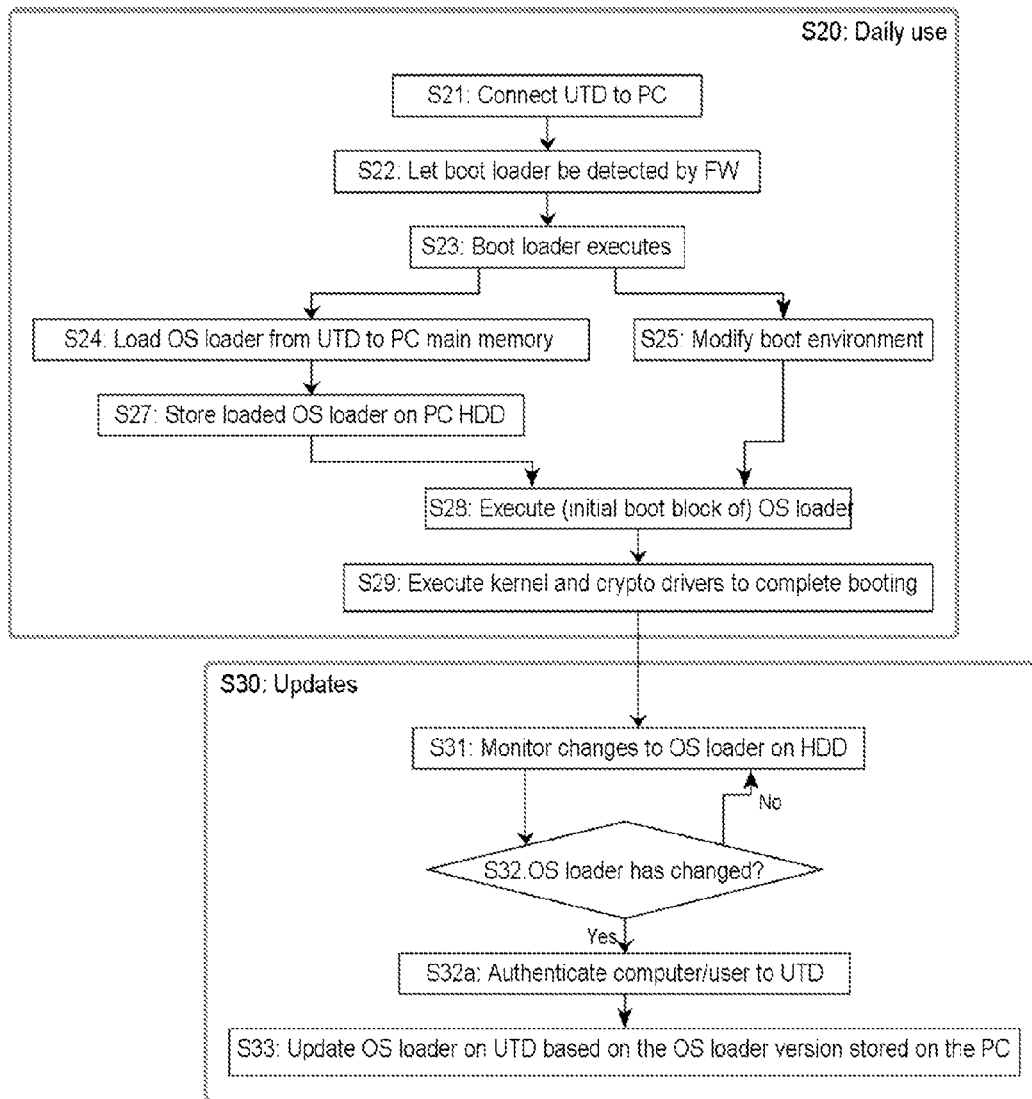 S20: Daily use
S21: Connect UTD to PC
S22: Let boot loader be detected by FW
S23: Boot loader executes
S24: Load OS loader from UTD to PC main memory
S25: Modify boot environment
S27: Store loaded OS loader on PC HDD
S28: Execute (initial boot block of) OS loader
S29: Execute kernel and crypto drivers to complete booting
S30: Updates
S31: Monitor changes to OS loader on HDD
No
S32.OS loader has changed?
Yes
S32a: Authenticate computer/user to UTD
S33: Update OS loader on UTD based on the OS loader version stored on the PC